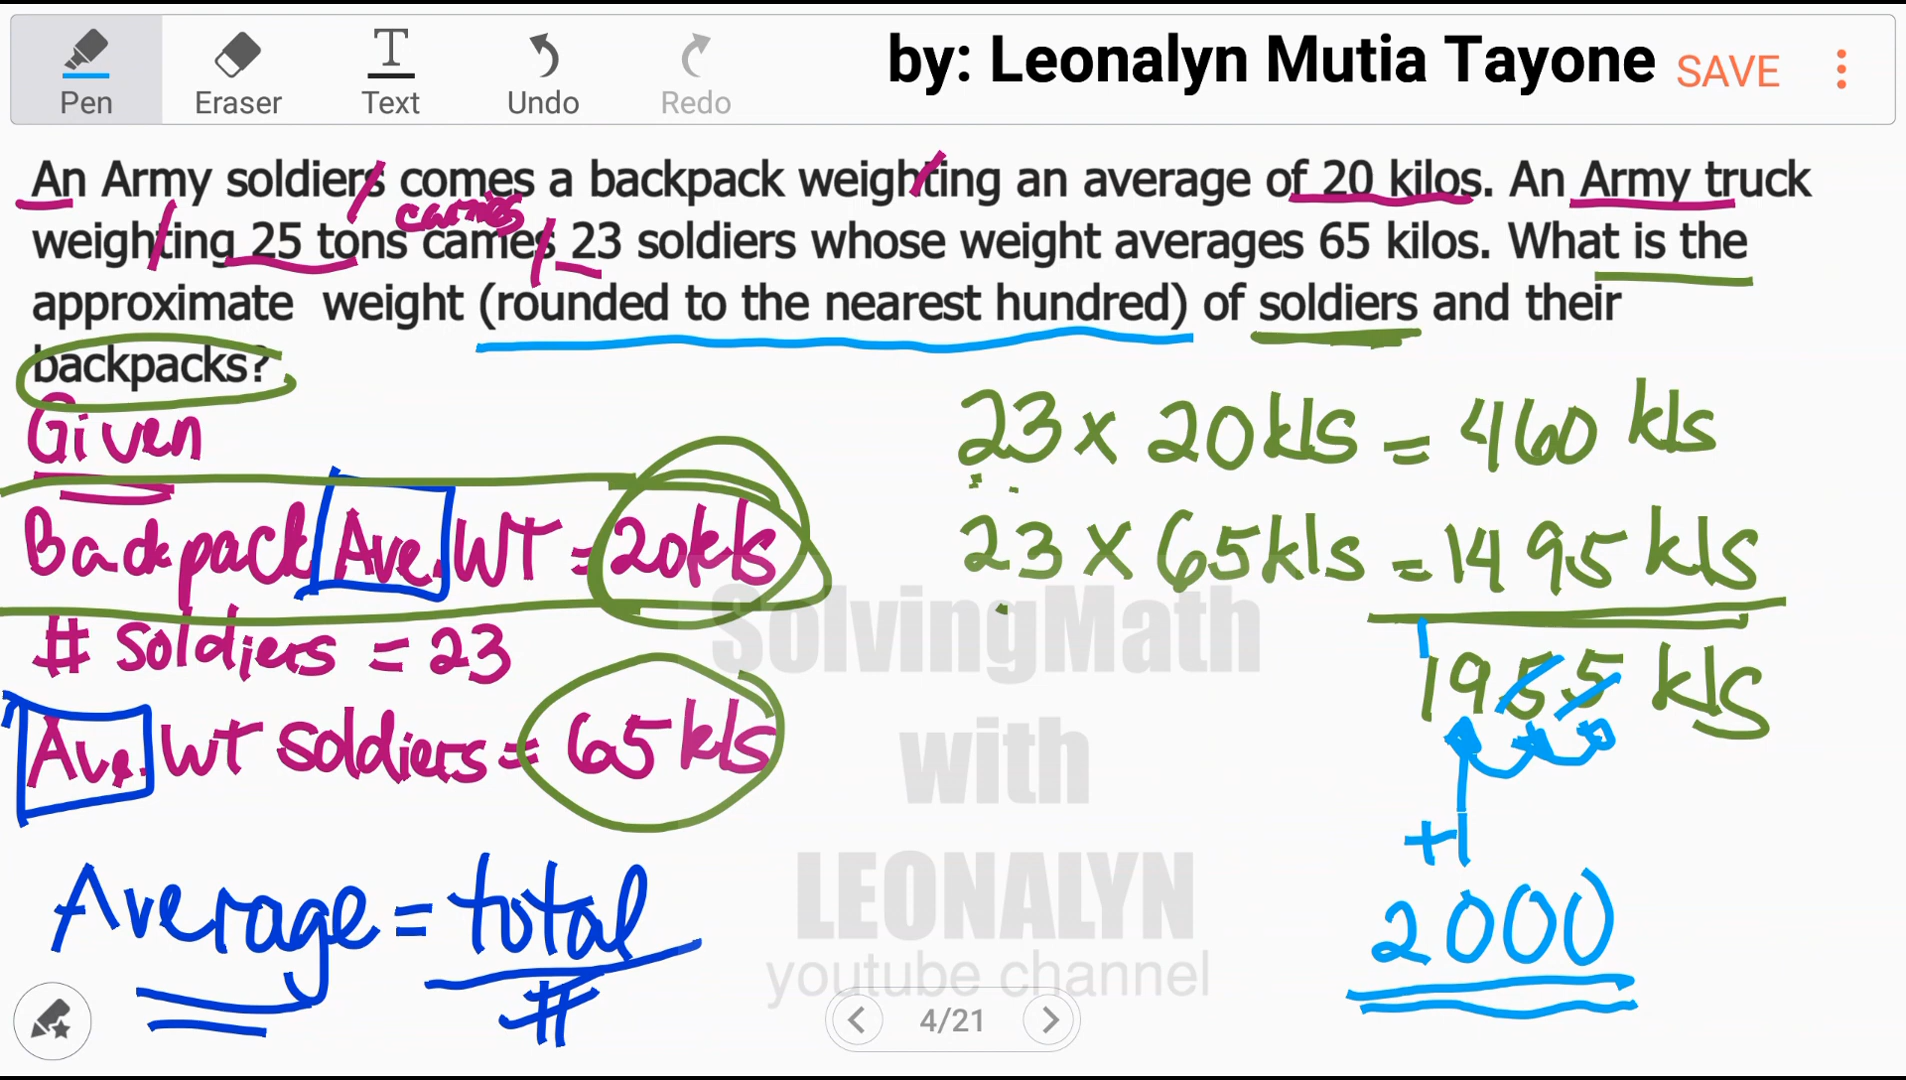 Pen Eraser Text Undo Redo by: Leonalyn Mutia Tayone SAVE
An Army soldiers comes a backpack weighting an average of 20 kilos. An Army truck
carries
weighting 25 tons cames 23 soldiers whose weight averages 65 kilos. What is the
approximate weight (rounded to the nearest hundred) of soldiers and their
backpacks?
Given
Backpack Ave. WT = 20kls
# soldiers = 23
Ave. WT soldiers = 65 kls
Average = total
#
23 x 20kls = 460 kls
23 x 65kls = 1495 kls
1
1955 kls
+1
2000
SolvingMath
with
LEONALYN
youtube channel
4/21